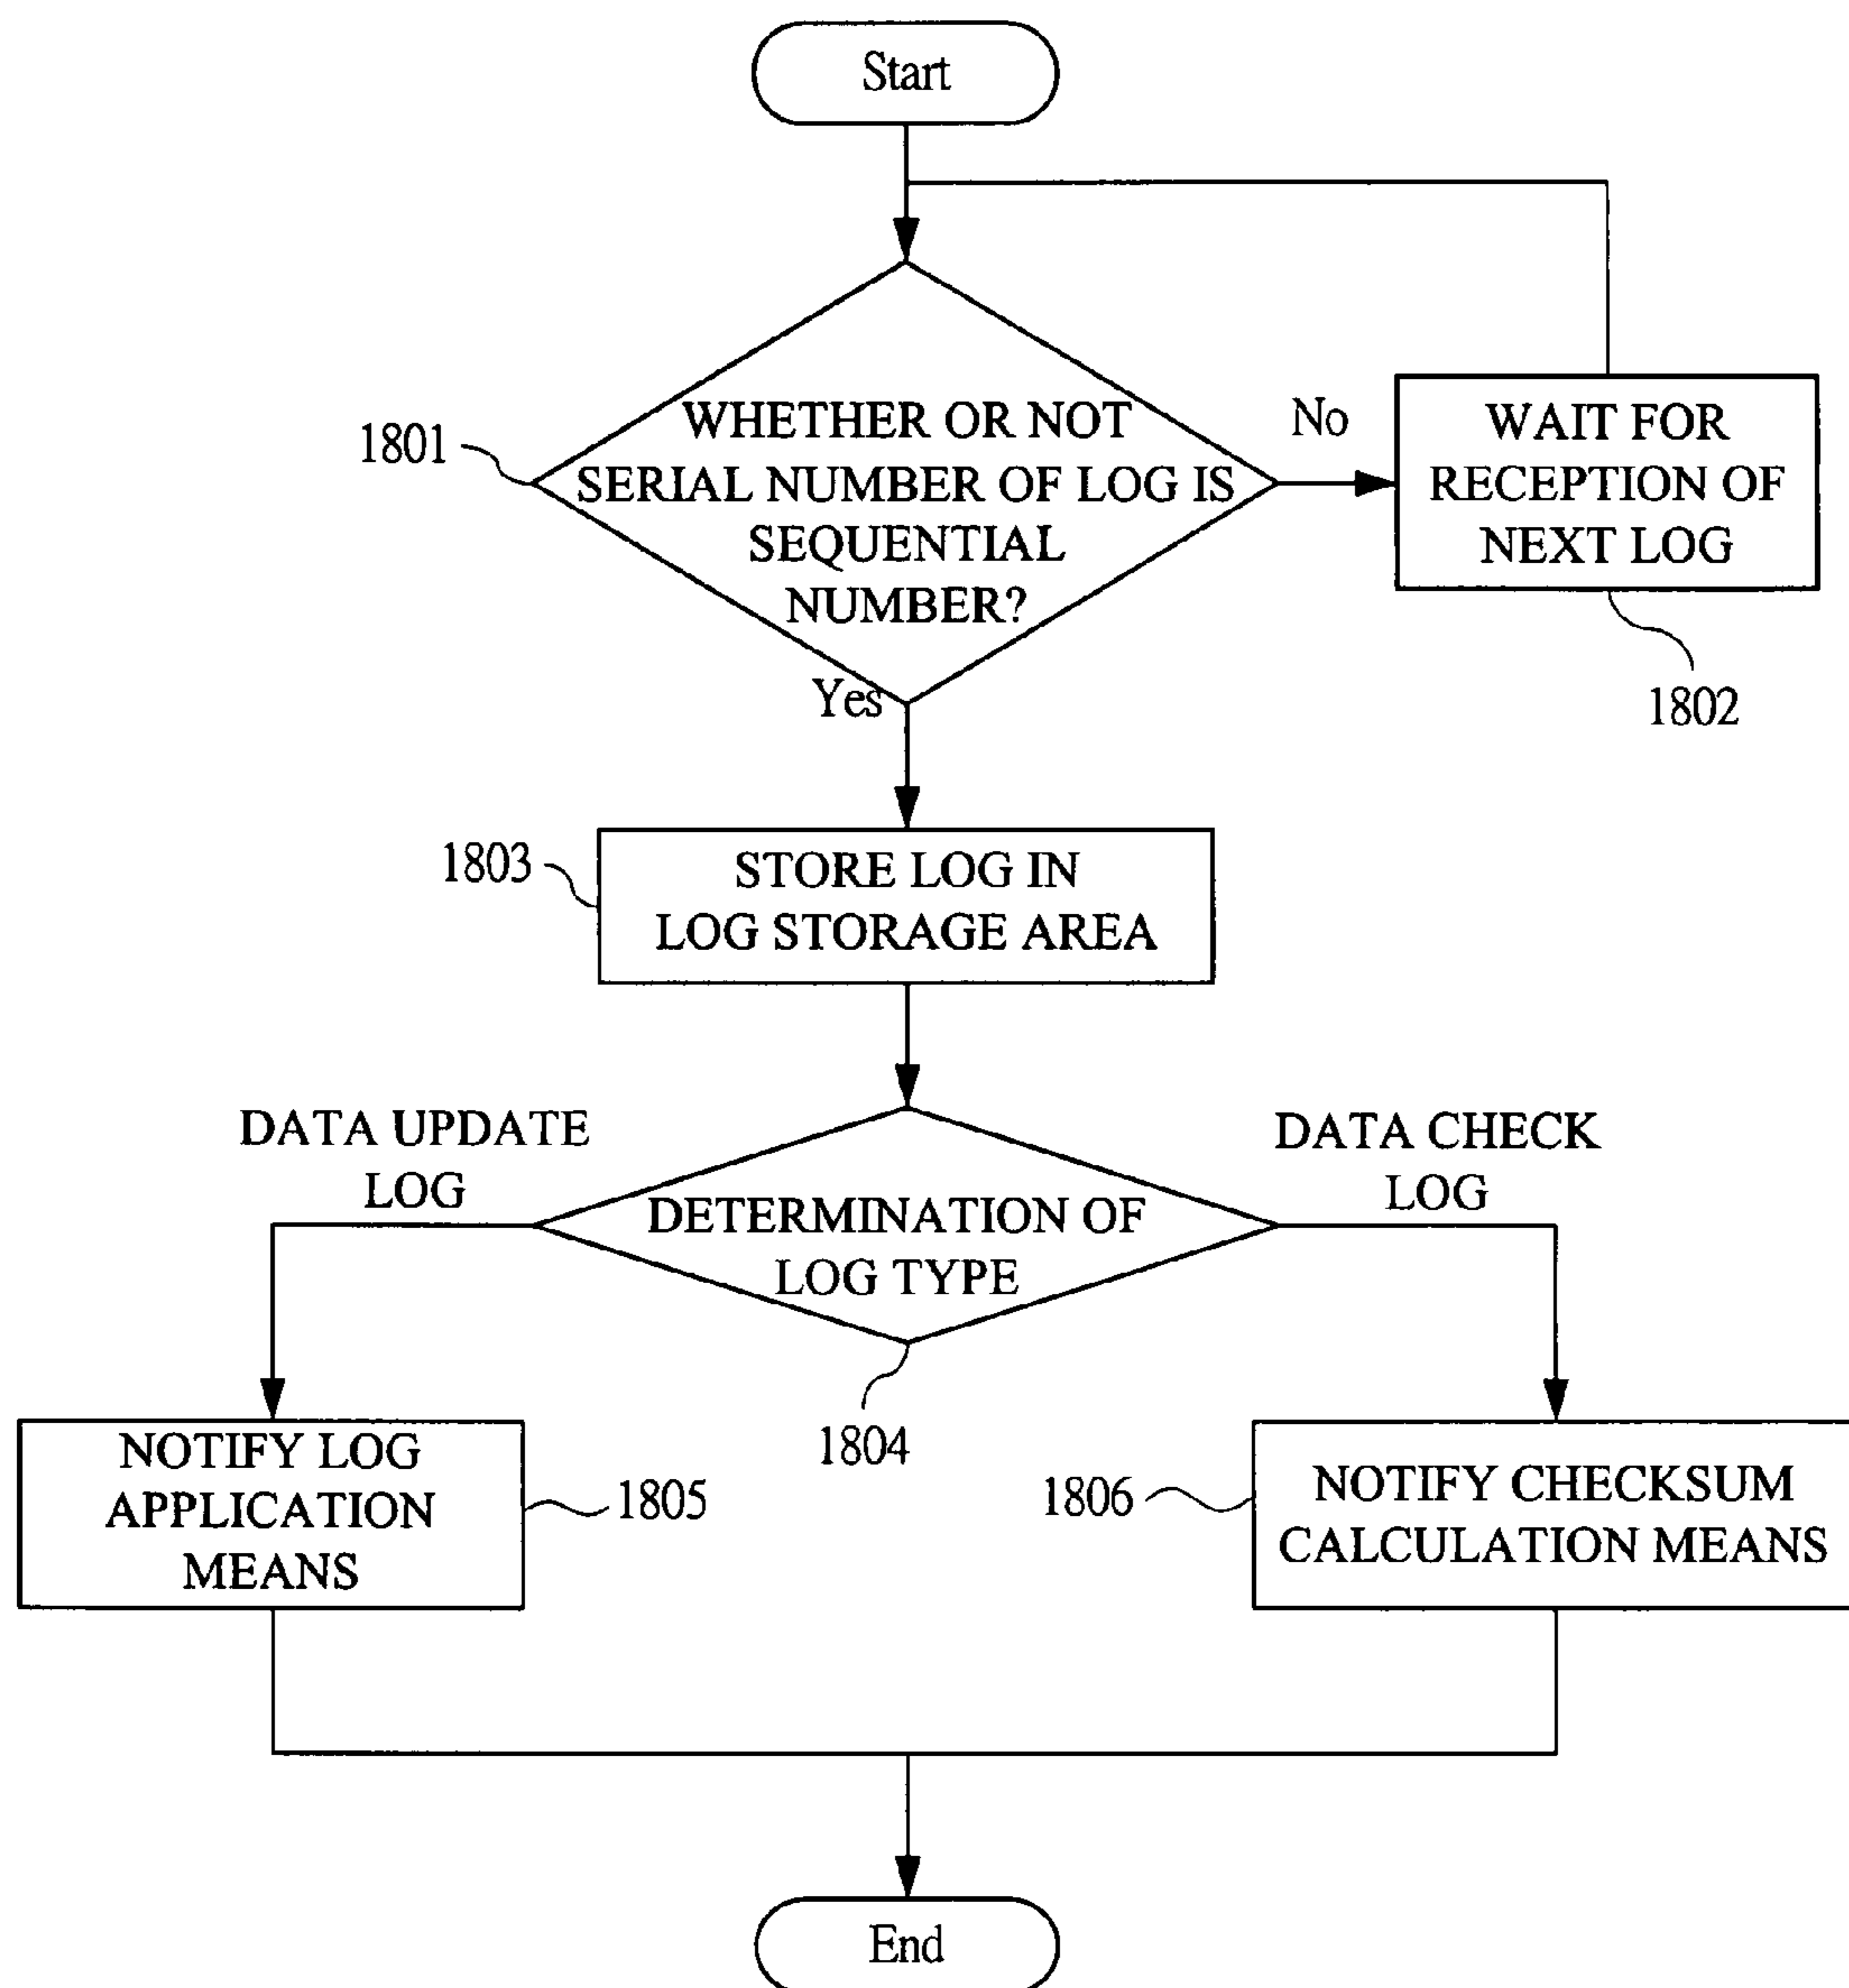 Start
WHETHER OR NOT
SERIAL NUMBER OF LOG IS
SEQUENTIAL
NUMBER?
1801
No
WAIT FOR
RECEPTION OF
NEXT LOG
1802
Yes
1803
STORE LOG IN
LOG STORAGE AREA
DATA UPDATE
LOG
DETERMINATION OF
LOG TYPE
DATA CHECK
LOG
1804
NOTIFY LOG
APPLICATION
MEANS
1805
1806
NOTIFY CHECKSUM
CALCULATION MEANS
End